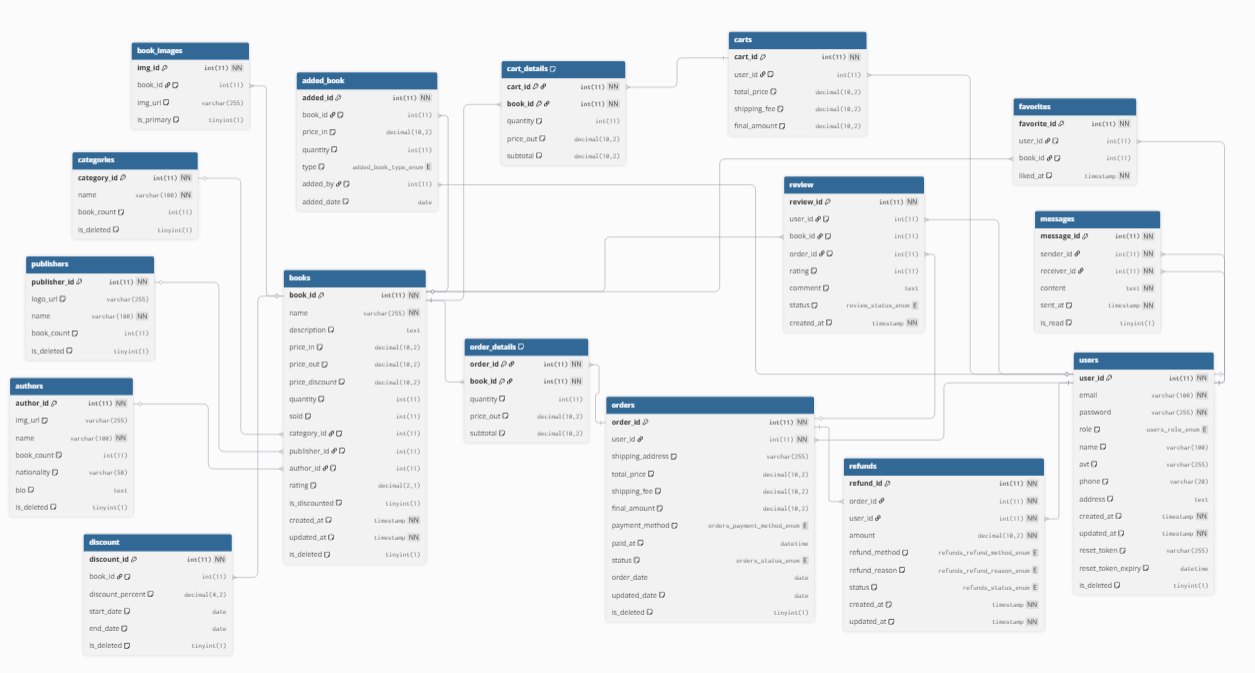 book_images
img_id int(11) NN
book_id int(11)
img_url varchar(255)
is_primary tinyint(1)
categories
category_id int(11) NN
name varchar(100) NN
book_count int(11)
is_deleted tinyint(1)
publishers
publisher_id int(11) NN
logo_url varchar(255)
name varchar(100) NN
book_count int(11)
is_deleted tinyint(1)
authors
author_id int(11) NN
img_url varchar(255)
name varchar(100) NN
book_count int(11)
nationality varchar(50)
bio text
is_deleted tinyint(1)
discount
discount_id int(11) NN
book_id int(11)
discount_percent decimal(4,2)
start_date date
end_date date
is_deleted tinyint(1)
added_book
added_id int(11) NN
book_id int(11)
price_in decimal(10,2)
quantity int(11)
type added_book_type_enum E
added_by int(11)
added_date date
books
book_id int(11) NN
name varchar(255) NN
description text
price_in decimal(10,2)
price_out decimal(10,2)
price_discount decimal(10,2)
quantity int(11)
sold int(11)
category_id int(11)
publisher_id int(11)
author_id int(11)
rating decimal(2,1)
is_discounted tinyint(1)
created_at timestamp NN
updated_at timestamp NN
is_deleted tinyint(1)
cart_details
cart_id int(11) NN
book_id int(11) NN
quantity int(11)
price_out decimal(10,2)
subtotal decimal(10,2)
order_details
order_id int(11) NN
book_id int(11) NN
quantity int(11)
price_out decimal(10,2)
subtotal decimal(10,2)
carts
cart_id int(11) NN
user_id int(11)
total_price decimal(10,2)
shipping_fee decimal(10,2)
final_amount decimal(10,2)
review
review_id int(11) NN
user_id int(11)
book_id int(11)
order_id int(11)
rating int(11)
comment text
status review_status_enum E
created_at timestamp NN
orders
order_id int(11) NN
user_id int(11) NN
shipping_address varchar(255)
total_price decimal(10,2)
shipping_fee decimal(10,2)
final_amount decimal(10,2)
payment_method orders_payment_method_enum E
paid_at datetime
status orders_status_enum E
order_date date
updated_date date
is_deleted tinyint(1)
refunds
refund_id int(11) NN
order_id int(11) NN
user_id int(11) NN
amount decimal(10,2) NN
refund_method refunds_refund_method_enum E
refund_reason refunds_refund_reason_enum E
status refunds_status_enum E
created_at timestamp NN
updated_at timestamp NN
favorites
favorite_id int(11) NN
user_id int(11)
book_id int(11)
liked_at timestamp NN
messages
message_id int(11) NN
sender_id int(11) NN
receiver_id int(11) NN
content text NN
sent_at timestamp NN
is_read tinyint(1)
users
user_id int(11) NN
email varchar(100) NN
password varchar(255) NN
role users_role_enum E
name varchar(100)
avt varchar(255)
phone varchar(20)
address text
created_at timestamp NN
updated_at timestamp NN
reset_token varchar(255)
reset_token_expiry datetime
is_deleted tinyint(1)